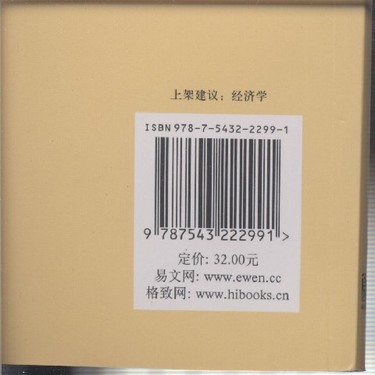 上架建议：经济学
ISBN 978-7-5432-2299-1
9 787543 222991 >
定价: 32.00元
易文网: www.ewen.cc
格致网: www.hibooks.cn